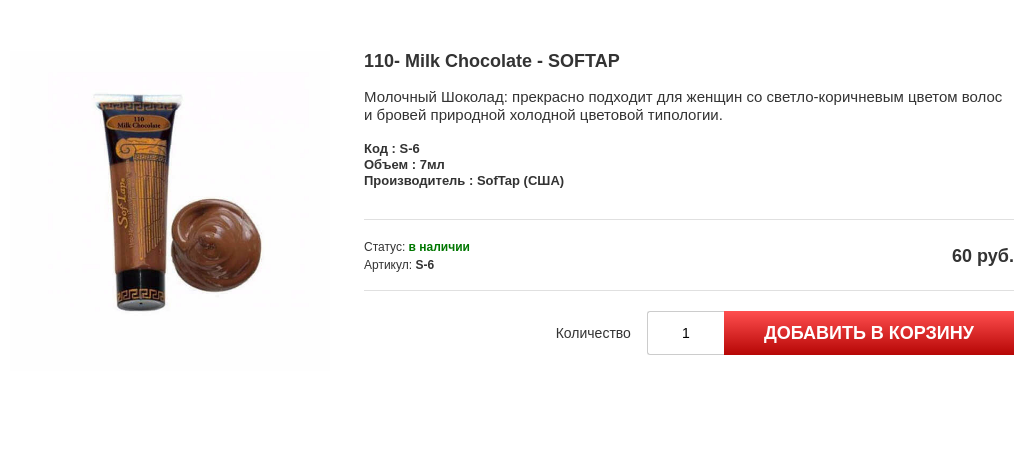 110- Milk Chocolate - SOFTAP
Молочный Шоколад: прекрасно подходит для женщин со светло-коричневым цветом волос
и бровей природной холодной цветовой типологии.
Код : S-6
Объем : 7мл
Производитель : SofTap (США)
Статус: в наличии
Артикул: S-6
60 руб.
Количество 1 ДОБАВИТЬ В КОРЗИНУ
110
Milk Chocolate
SofTap